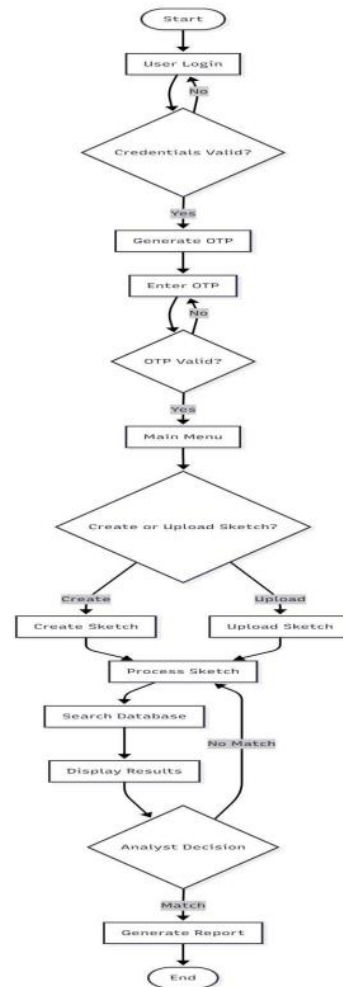 Start
User Login
No
Credentials Valid?
Yes
Generate OTP
Enter OTP
No
OTP Valid?
Yes
Main Menu
Create or Upload Sketch?
Create
Upload
Create Sketch
Upload Sketch
Process Sketch
Search Database
No Match
Display Results
Analyst Decision
Match
Generate Report
End